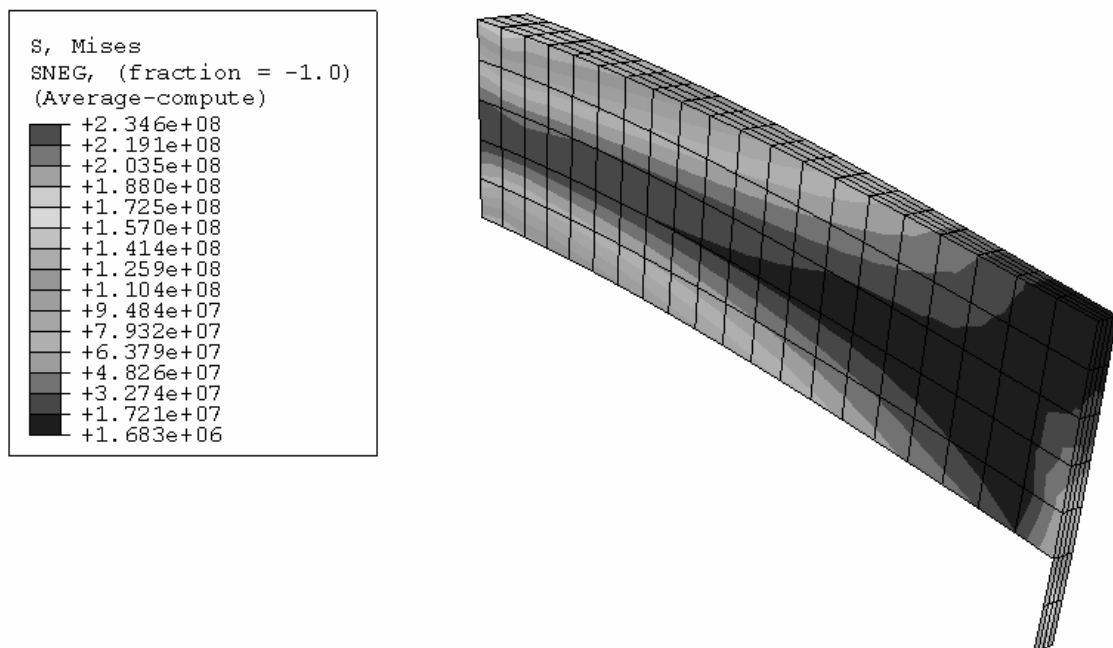 S, Mises
SNEG, (fraction = -1.0)
(Average-compute)
+2.346e+08
+2.191e+08
+2.035e+08
+1.880e+08
+1.725e+08
+1.570e+08
+1.414e+08
+1.259e+08
+1.104e+08
+9.484e+07
+7.932e+07
+6.379e+07
+4.826e+07
+3.274e+07
+1.721e+07
+1.683e+06